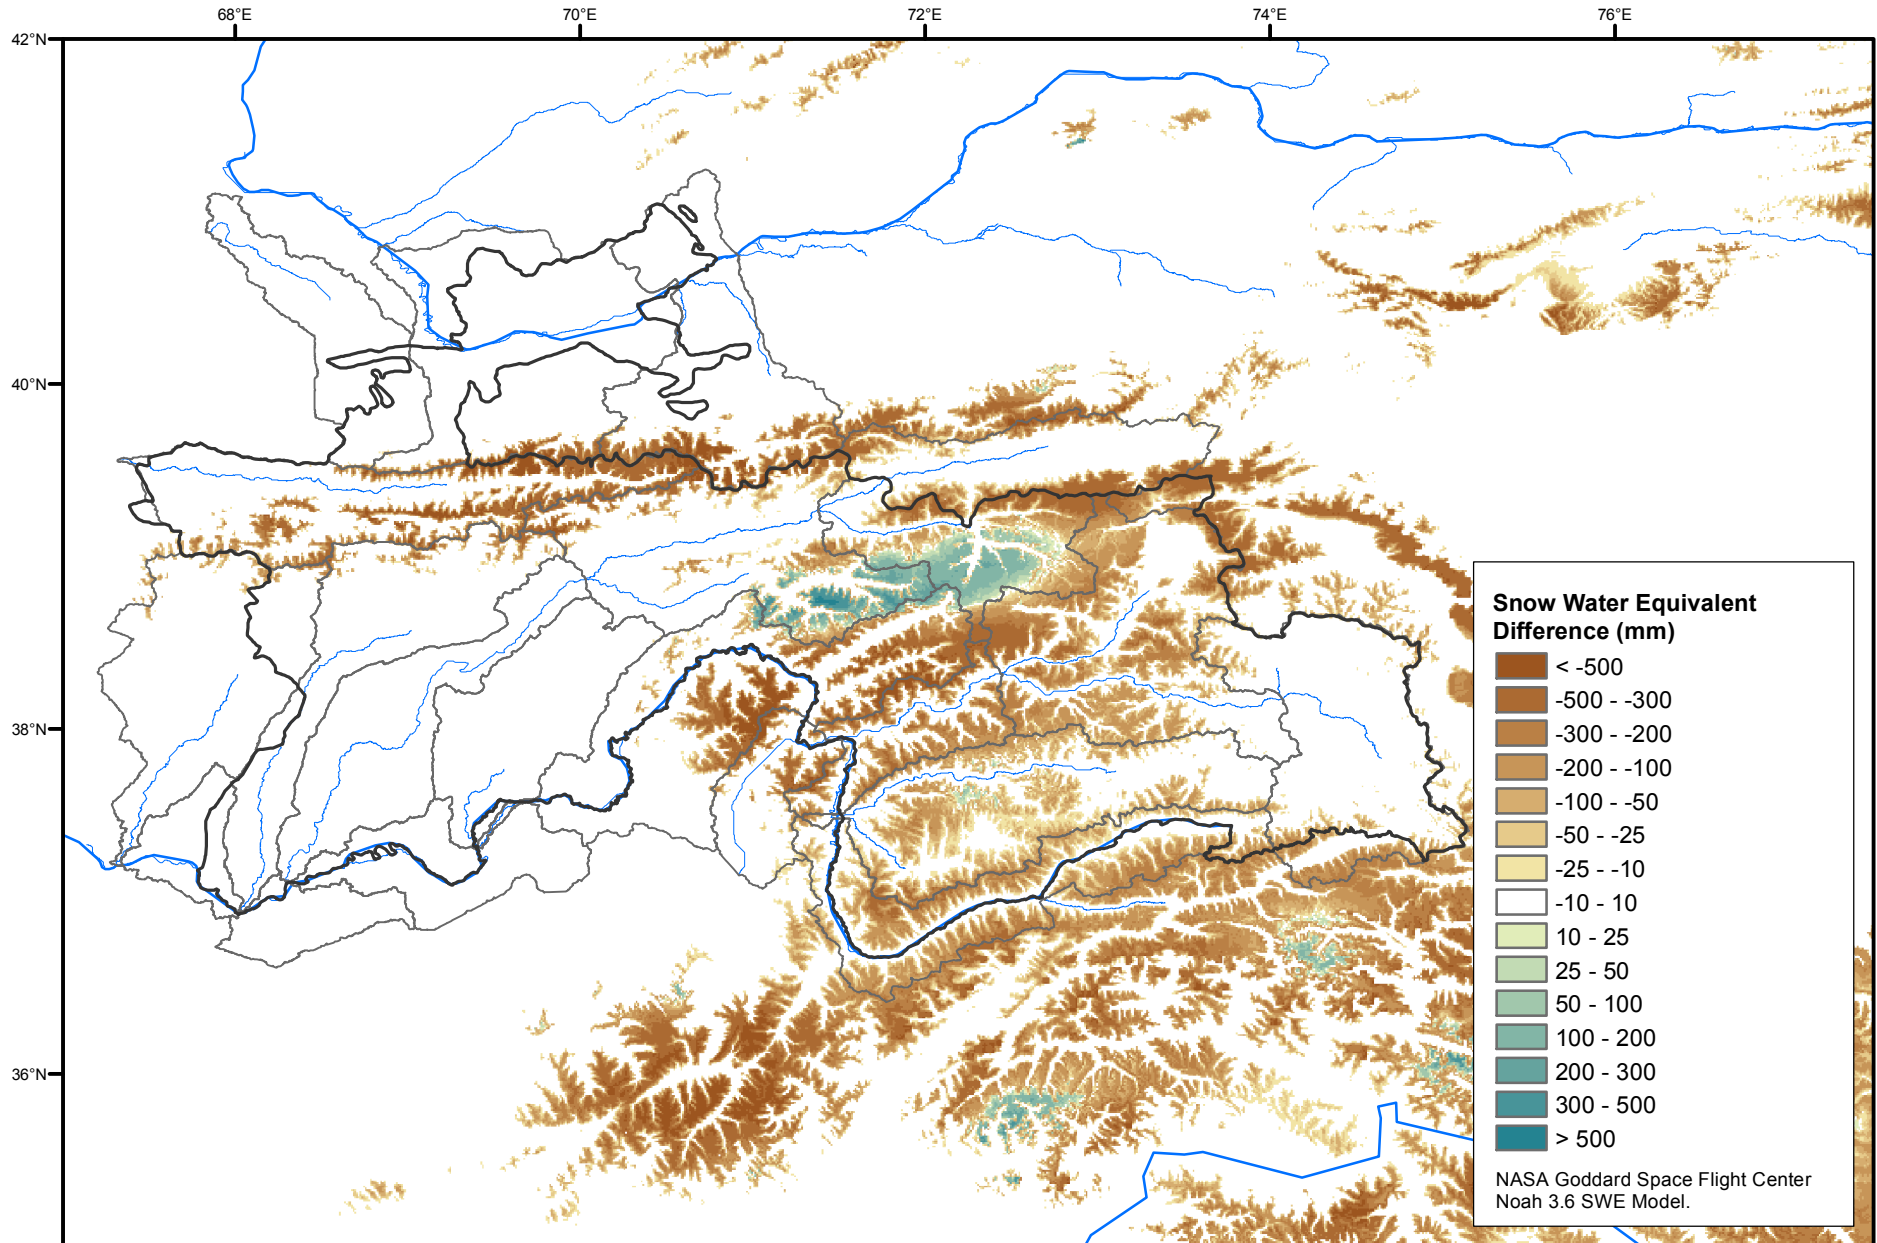 68°E 70°E 72°E 74°E 76°E
42°N
40°N
38°N
36°N
Snow Water Equivalent
Difference (mm)
< -500
-500 - -300
-300 - -200
-200 - -100
-100 - -50
-50 - -25
-25 - -10
-10 - 10
10 - 25
25 - 50
50 - 100
100 - 200
200 - 300
300 - 500
> 500
NASA Goddard Space Flight Center
Noah 3.6 SWE Model.